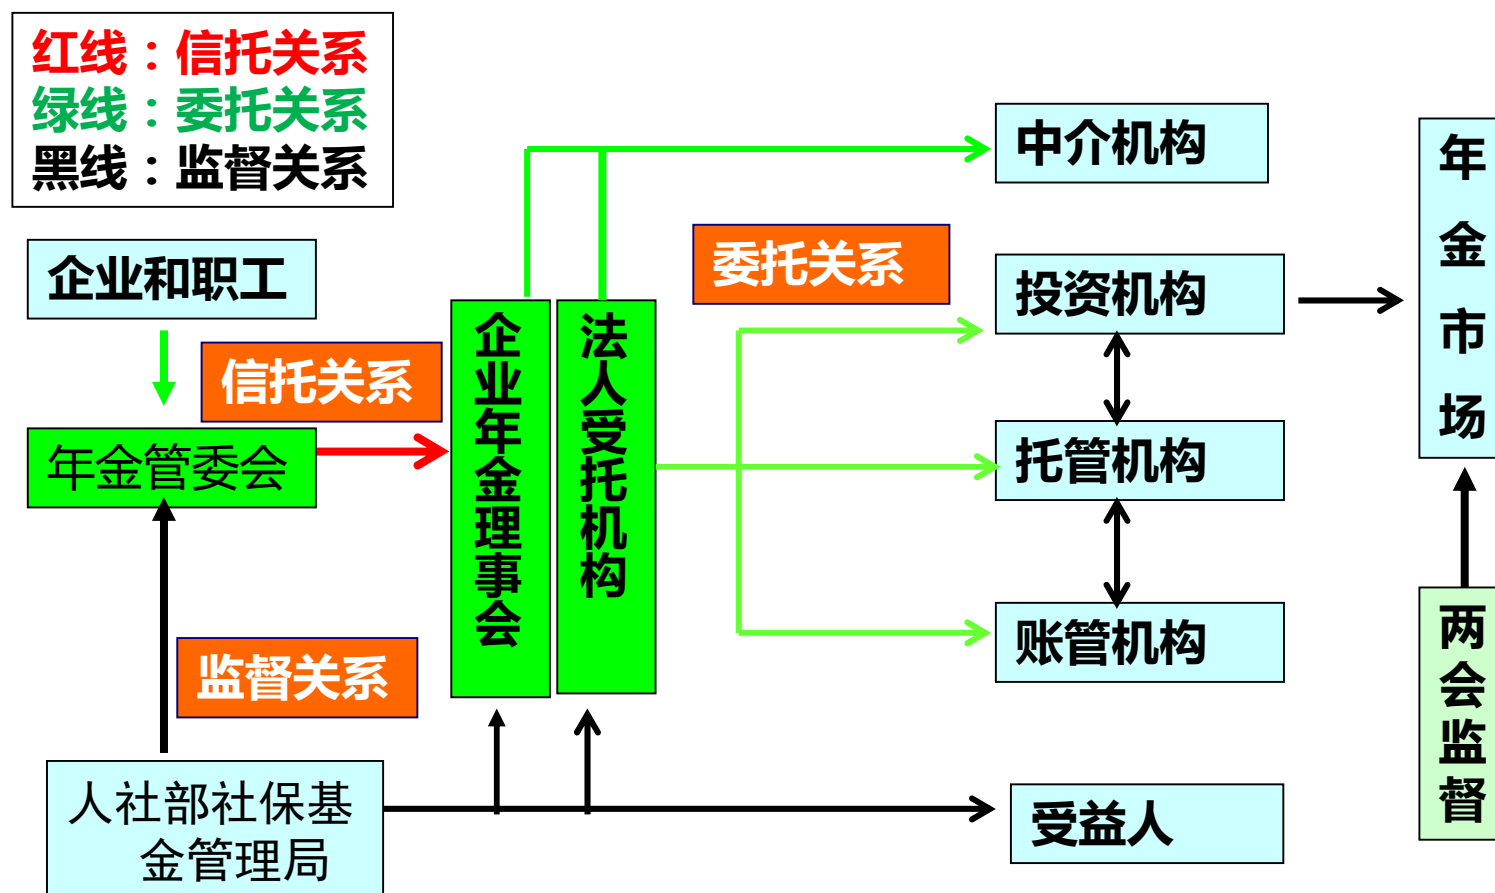 红线：信托关系
绿线：委托关系
黑线：监督关系
中介机构
年金市场
企业和职工
委托关系
投资机构
信托关系
企业年金理事会
法人受托机构
年金管委会
托管机构
账管机构
监督关系
两会监督
人社部社保基
金管理局
受益人